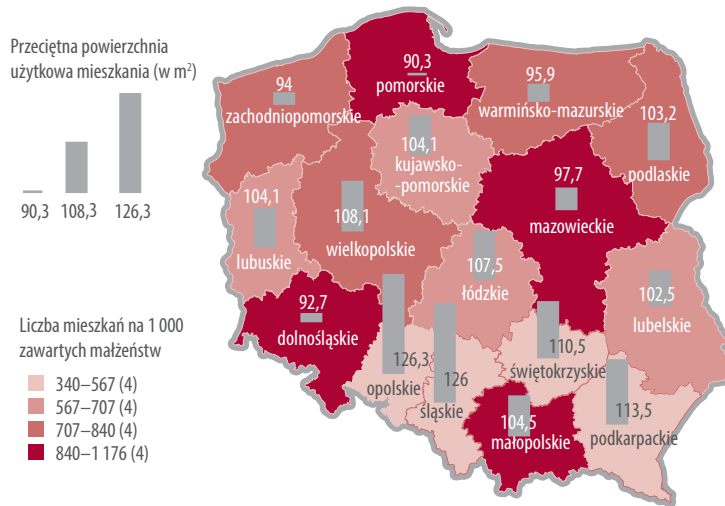 Przeciętna powierzchnia
użytkowa mieszkania (w m²)
90,3 108,3 126,3
Liczba mieszkań na 1 000
zawartych małżeństw
340–567 (4)
567–707 (4)
707–840 (4)
840–1 176 (4)
94
zachodniopomorskie
90,3
pomorskie
95,9
warmińsko-mazurskie
103,2
podlaskie
104,1
kujawsko-
-pomorskie
97,7
mazowieckie
104,1
lubuskie
108,1
wielkopolskie
107,5
łódzkie
102,5
lubelskie
92,7
dolnośląskie
126,3
opolskie
126
śląskie
110,5
świętokrzyskie
104,5
małopolskie
113,5
podkarpackie